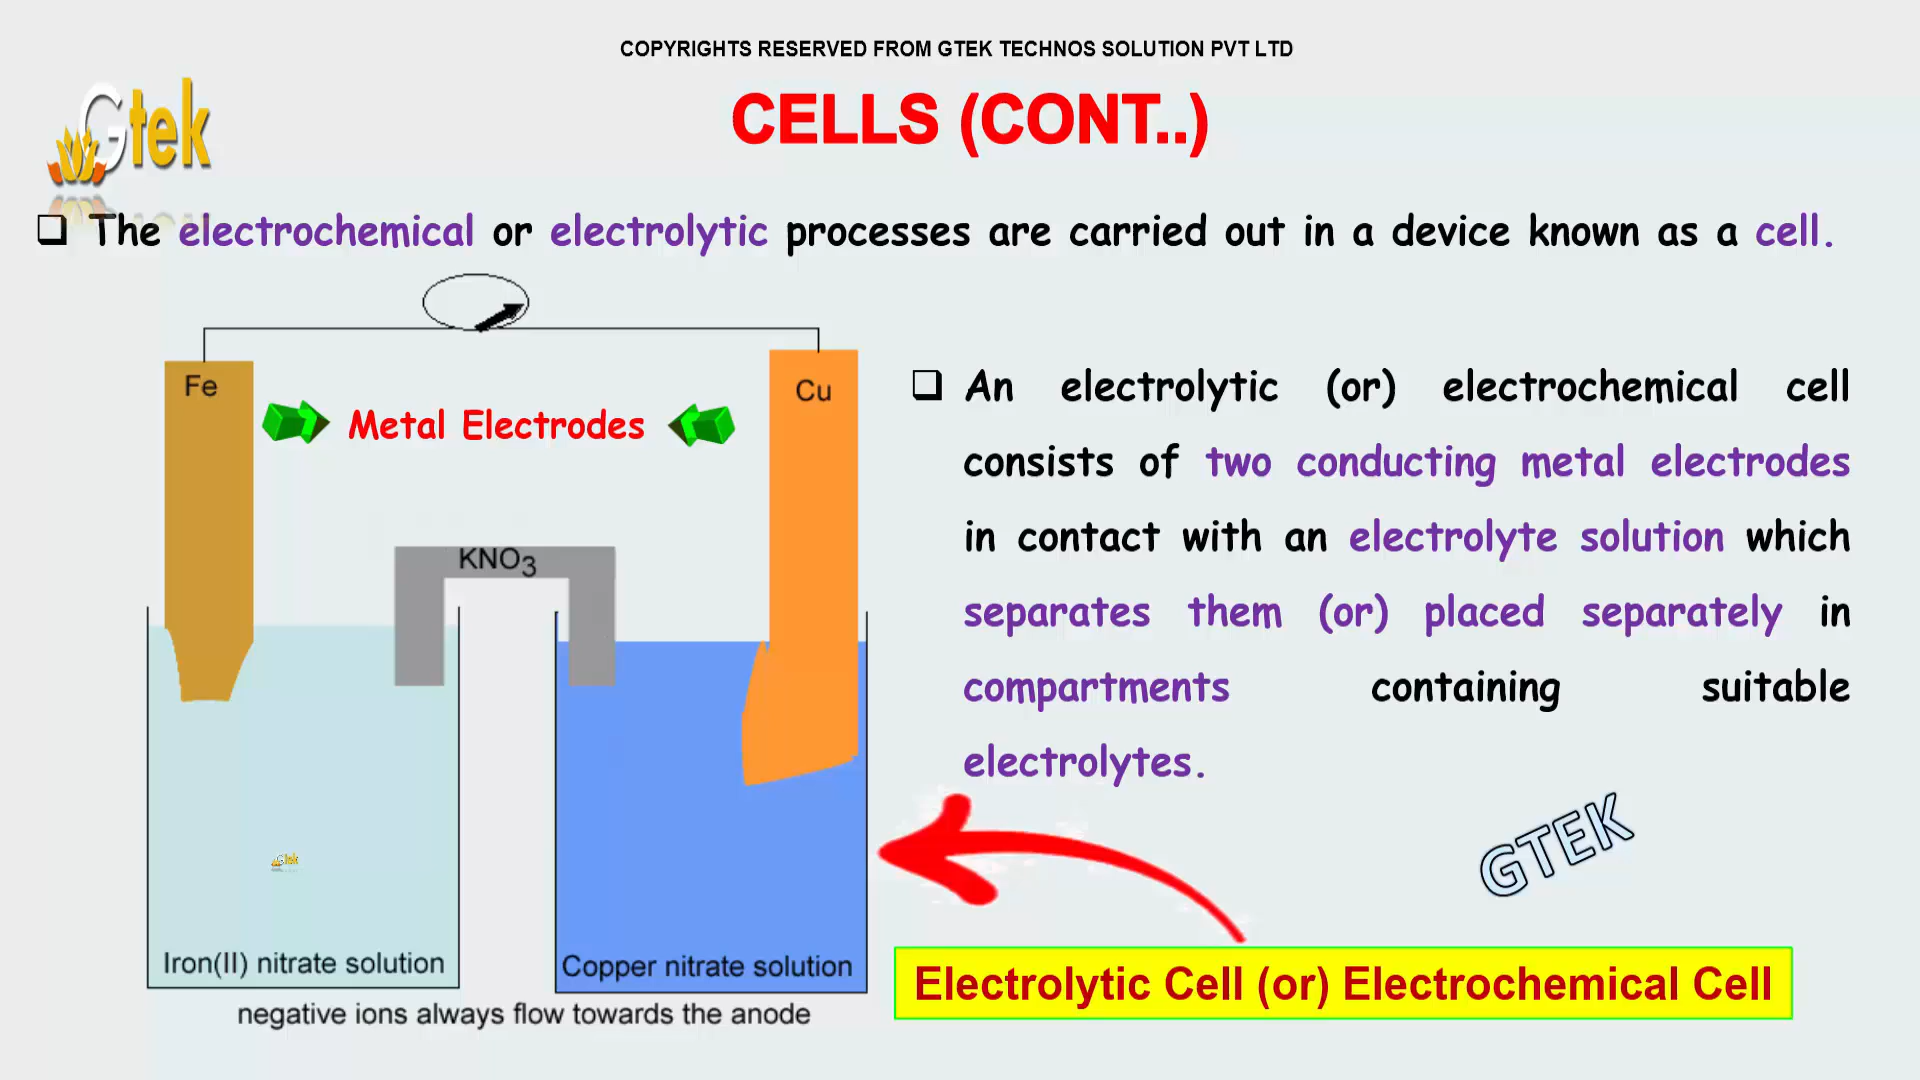 COPYRIGHTS RESERVED FROM GTEK TECHNOS SOLUTION PVT LTD
Gtek
CELLS (CONT..)
The electrochemical or electrolytic processes are carried out in a device known as a cell.
Fe
Cu
Metal Electrodes
KNO3
An electrolytic (or) electrochemical cell
consists of two conducting metal electrodes
in contact with an electrolyte solution which
separates them (or) placed separately in
compartments containing suitable
electrolytes.
GTEK
Gtek
Iron(II) nitrate solution
Copper nitrate solution
negative ions always flow towards the anode
Electrolytic Cell (or) Electrochemical Cell